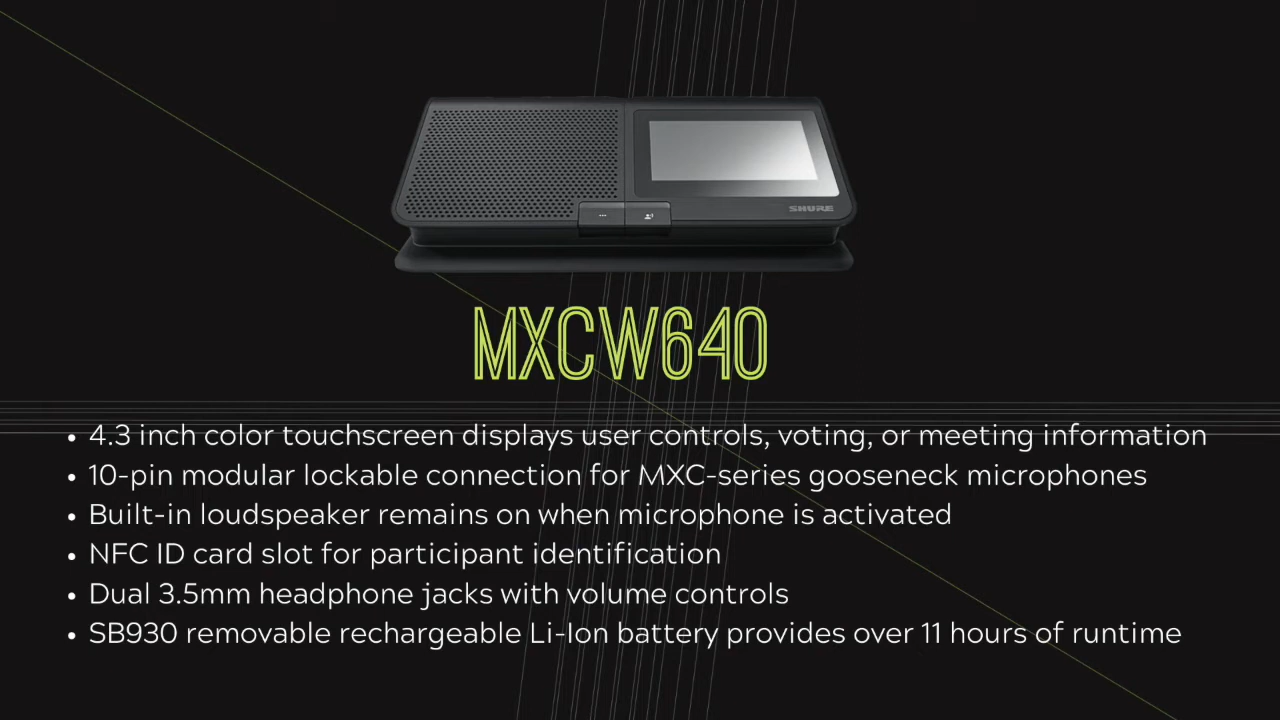 SHURE
MXCW640
• 4.3 inch color touchscreen displays user controls, voting, or meeting information
• 10-pin modular lockable connection for MXC-series gooseneck microphones
• Built-in loudspeaker remains on when microphone is activated
• NFC ID card slot for participant identification
• Dual 3.5mm headphone jacks with volume controls
• SB930 removable rechargeable Li-Ion battery provides over 11 hours of runtime